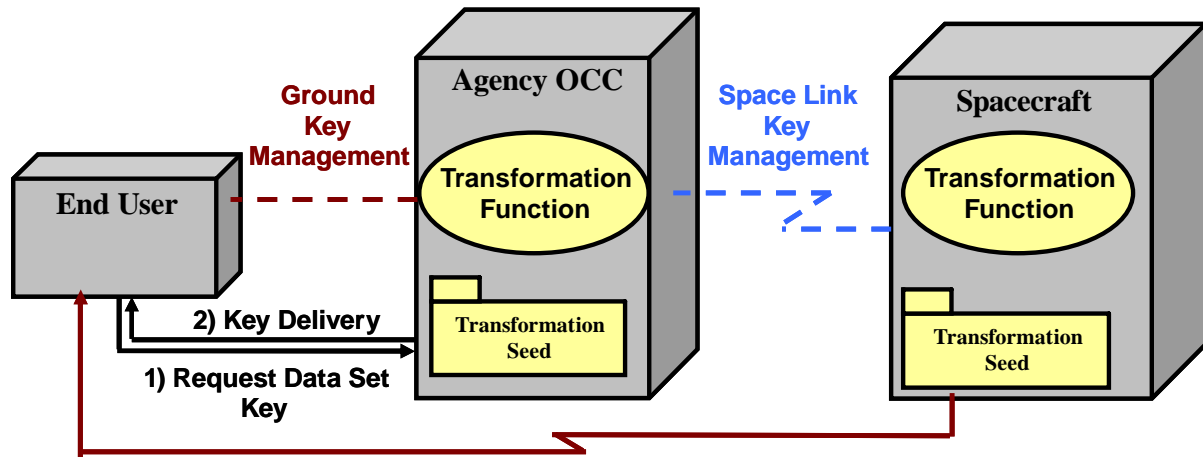 Agency OCC
Spacecraft
Ground
Key
Management
Space Link
Key
Management
Transformation
Function
Transformation
Function
End User
2) Key Delivery
1) Request Data Set
Key
Transformation
Seed
Transformation
Seed